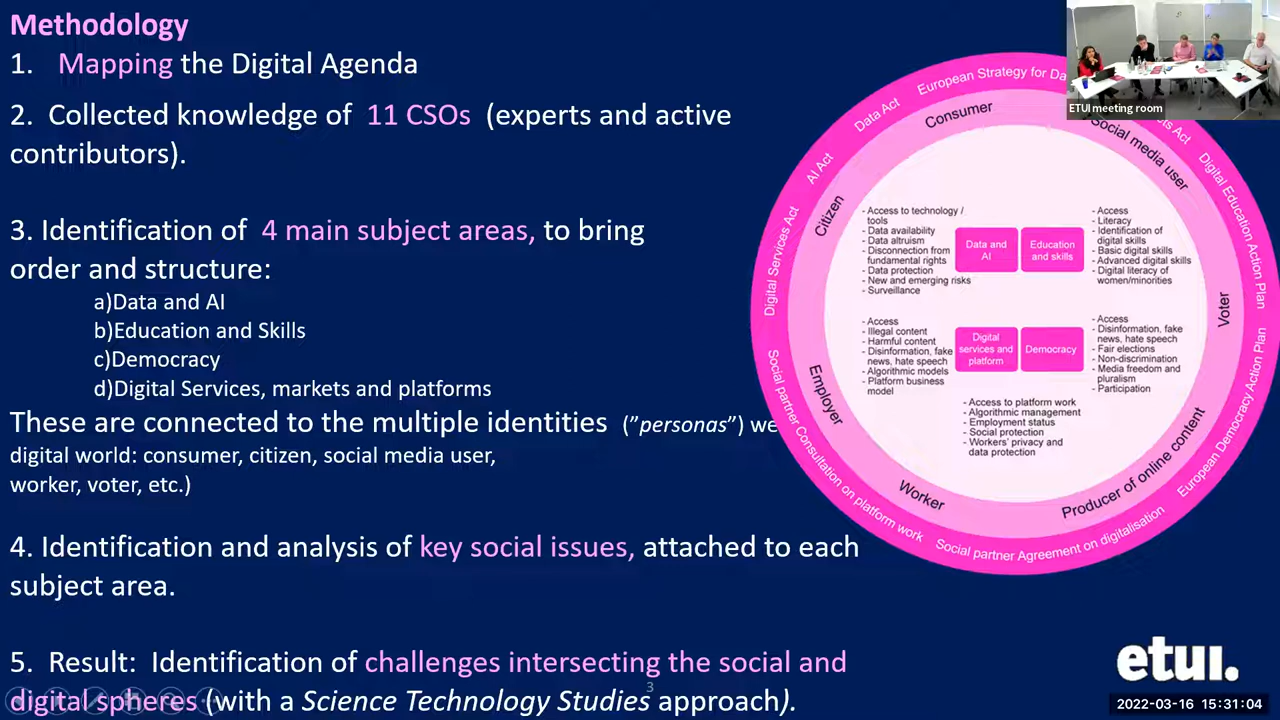 Methodology
1. Mapping the Digital Agenda
2. Collected knowledge of 11 CSOs (experts and active
contributors).
3. Identification of 4 main subject areas, to bring
order and structure:
a)Data and AI
b)Education and Skills
c)Democracy
d)Digital Services, markets and platforms
These are connected to the multiple identities (”personas”) we
digital world: consumer, citizen, social media user,
worker, voter, etc.)
4. Identification and analysis of key social issues, attached to each
subject area.
5. Result: Identification of challenges intersecting the social and
digital spheres (with a Science Technology Studies approach).
3
Social partner Consultation on platform work
Digital Services Act
AI Act
Data Act
European Strategy for Da
ts Act
Digital Education Action Plan
European Democracy Action Plan
Social partner Agreement on digitalisation
Employer
Citizen
Consumer
Social media user
Voter
Producer of online content
Worker
- Access to technology /
tools
- Data availability
- Data altruism
- Disconnection from
fundamental rights
- Data protection
- New and emerging risks
- Surveillance
Data and
AI
Education
and skills
- Access
- Literacy
- Identification of
digital skills
- Basic digital skills
- Advanced digital skills
- Digital literacy of
women/minorities
- Access
- Illegal content
- Harmful content
- Disinformation, fake
news, hate speech
- Algorithmic models
- Platform business
model
Digital
services and
platform
Democracy
- Access
- Disinformation, fake
news, hate speech
- Fair elections
- Non-discrimination
- Media freedom and
pluralism
- Participation
- Access to platform work
- Algorithmic management
- Employment status
- Social protection
- Workers' privacy and
data protection
ETUI meeting room
etui.
2022-03-16 15:31:04